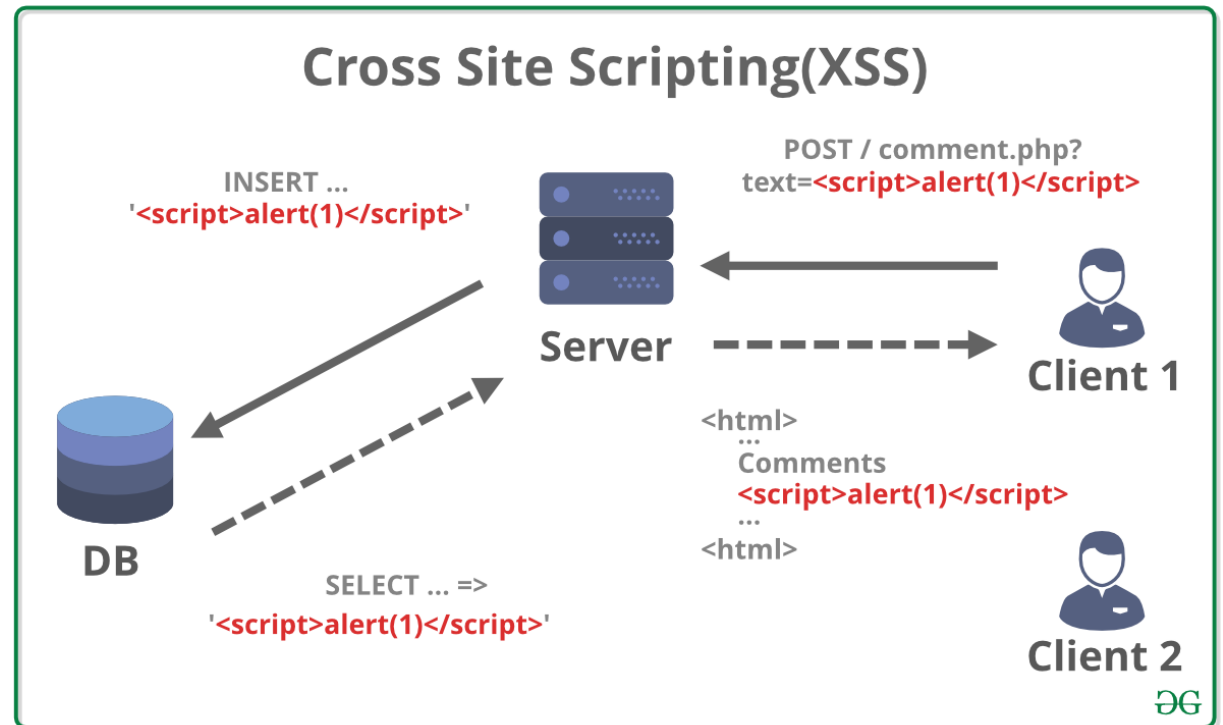 Cross Site Scripting(XSS)
POST / comment.php?
text=<script>alert(1)</script>
INSERT ...
'<script>alert(1)</script>'
Server
Client 1
<html>
...
Comments
<script>alert(1)</script>
...
<html>
DB
SELECT ... =>
'<script>alert(1)</script>'
Client 2